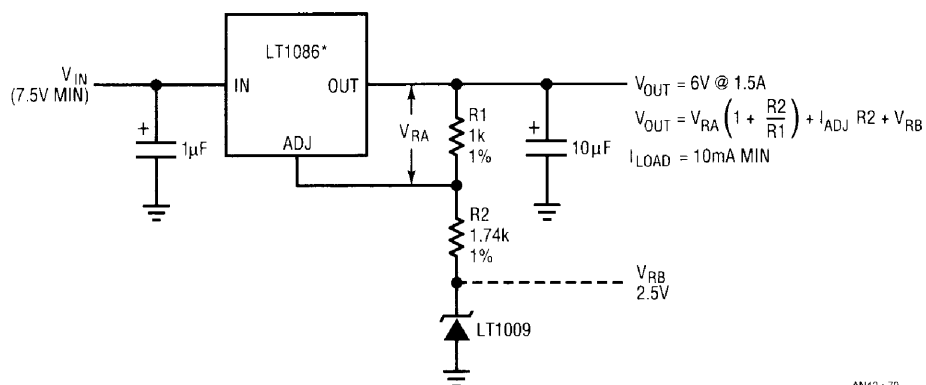 LT1086*
V_IN
(7.5V MIN)
IN
OUT
ADJ
+
1µF
V_RA
R1
1k
1%
+
10µF
V_OUT = 6V @ 1.5A
V_OUT = V_RA (1 + R2/R1) + I_ADJ R2 + V_RB
I_LOAD = 10mA MIN
R2
1.74k
1%
V_RB
2.5V
LT1009